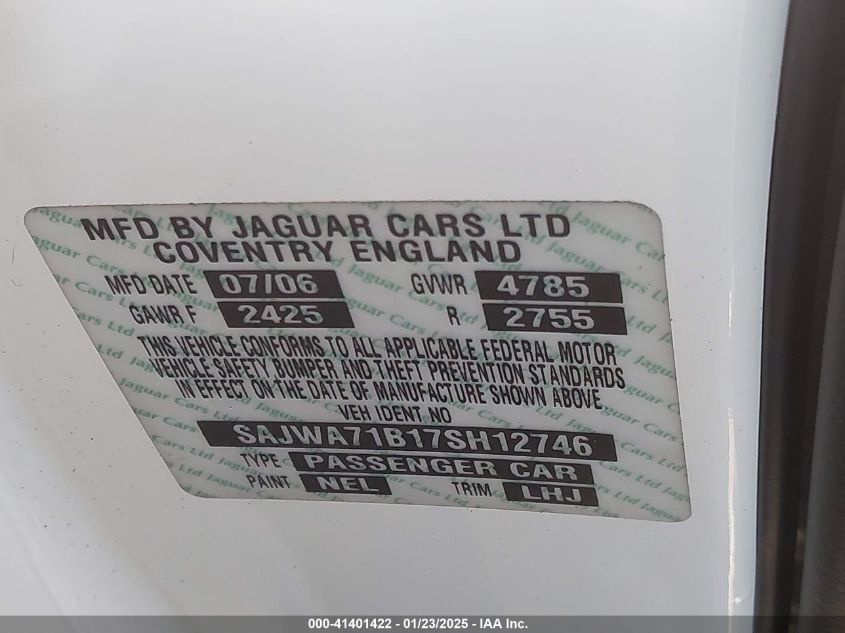 MFD BY JAGUAR CARS LTD
COVENTRY ENGLAND
MFD DATE 07/06 GVWR 4785
GAWR F 2425 R 2755
THIS VEHICLE CONFORMS TO ALL APPLICABLE FEDERAL MOTOR
VEHICLE SAFETY BUMPER AND THEFT PREVENTION STANDARDS
IN EFFECT ON THE DATE OF MANUFACTURE SHOWN ABOVE
VEH IDENT NO
SAJWA71B17SH12746
TYPE PASSENGER CAR
PAINT NEL TRIM LHJ
000-41401422 - 01/23/2025 - IAA Inc.